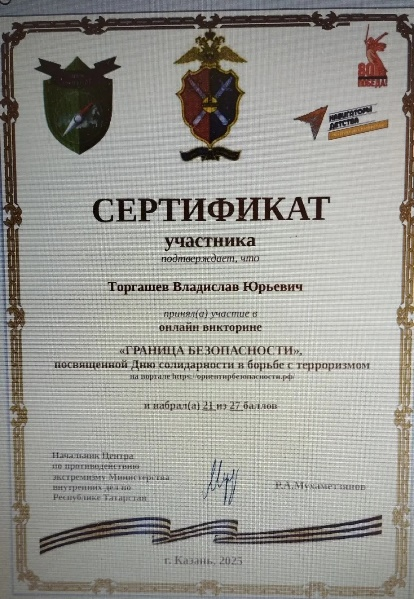 НАВИГАТОРЫ
ДЕТСТВА
СЕРТИФИКАТ
участника
подтверждает, что
Торгашев Владислав Юрьевич
принял(а) участие в
онлайн викторине
«ГРАНИЦА БЕЗОПАСНОСТИ»,
посвященной Дню солидарности в борьбе с терроризмом
на портале https://ориентирбезопасности.рф/
и набрал(а) 21 из 27 баллов
Начальник Центра
по противодействию
экстремизму Министерства
внутренних дел по
Республике Татарстан
Р.А.Мухаметзянов
г. Казань, 2025